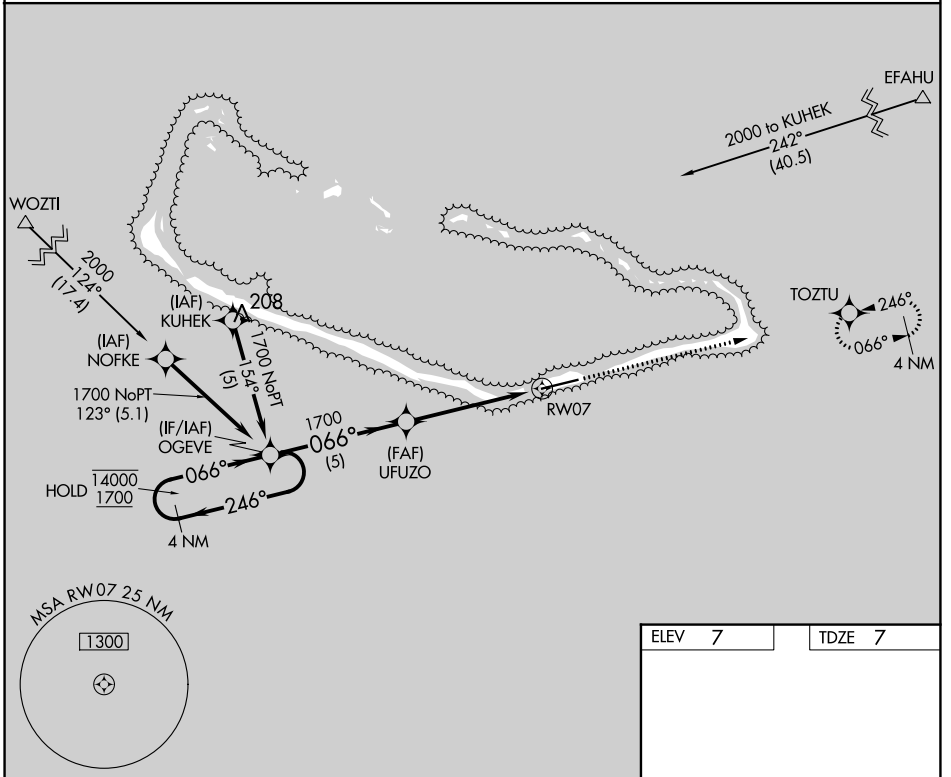 EFAHU
2000 to KUHEK
242°
(40.5)
WOZTI
2000
124°
(17.4)
(IAF)
KUHEK
208
TOZTU
246°
066°
4 NM
(IAF)
NOFKE
1700 NoPT
154°
(5)
1700 NoPT
123° (5.1)
RW07
(IF/IAF)
OGEVE
1700
066°
(5)
(FAF)
UFUZO
HOLD
14000
1700
066°
246°
4 NM
MSA RW07 25 NM
1300
ELEV 7
TDZE 7